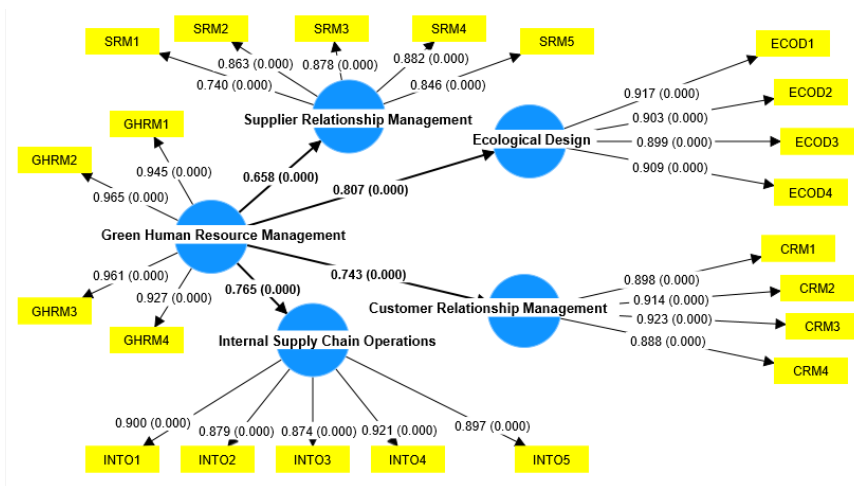 SRM1
SRM2
SRM3
SRM4
SRM5
0.740 (0.000)
0.863 (0.000)
0.878 (0.000)
0.882 (0.000)
0.846 (0.000)
Supplier Relationship Management
ECOD1
ECOD2
ECOD3
ECOD4
0.917 (0.000)
0.903 (0.000)
0.899 (0.000)
0.909 (0.000)
Ecological Design
GHRM1
GHRM2
GHRM3
GHRM4
0.945 (0.000)
0.965 (0.000)
0.961 (0.000)
0.927 (0.000)
Green Human Resource Management
0.658 (0.000)
0.807 (0.000)
0.743 (0.000)
0.765 (0.000)
CRM1
CRM2
CRM3
CRM4
0.898 (0.000)
0.914 (0.000)
0.923 (0.000)
0.888 (0.000)
Customer Relationship Management
Internal Supply Chain Operations
0.900 (0.000)
0.879 (0.000)
0.874 (0.000)
0.921 (0.000)
0.897 (0.000)
INTO1
INTO2
INTO3
INTO4
INTO5